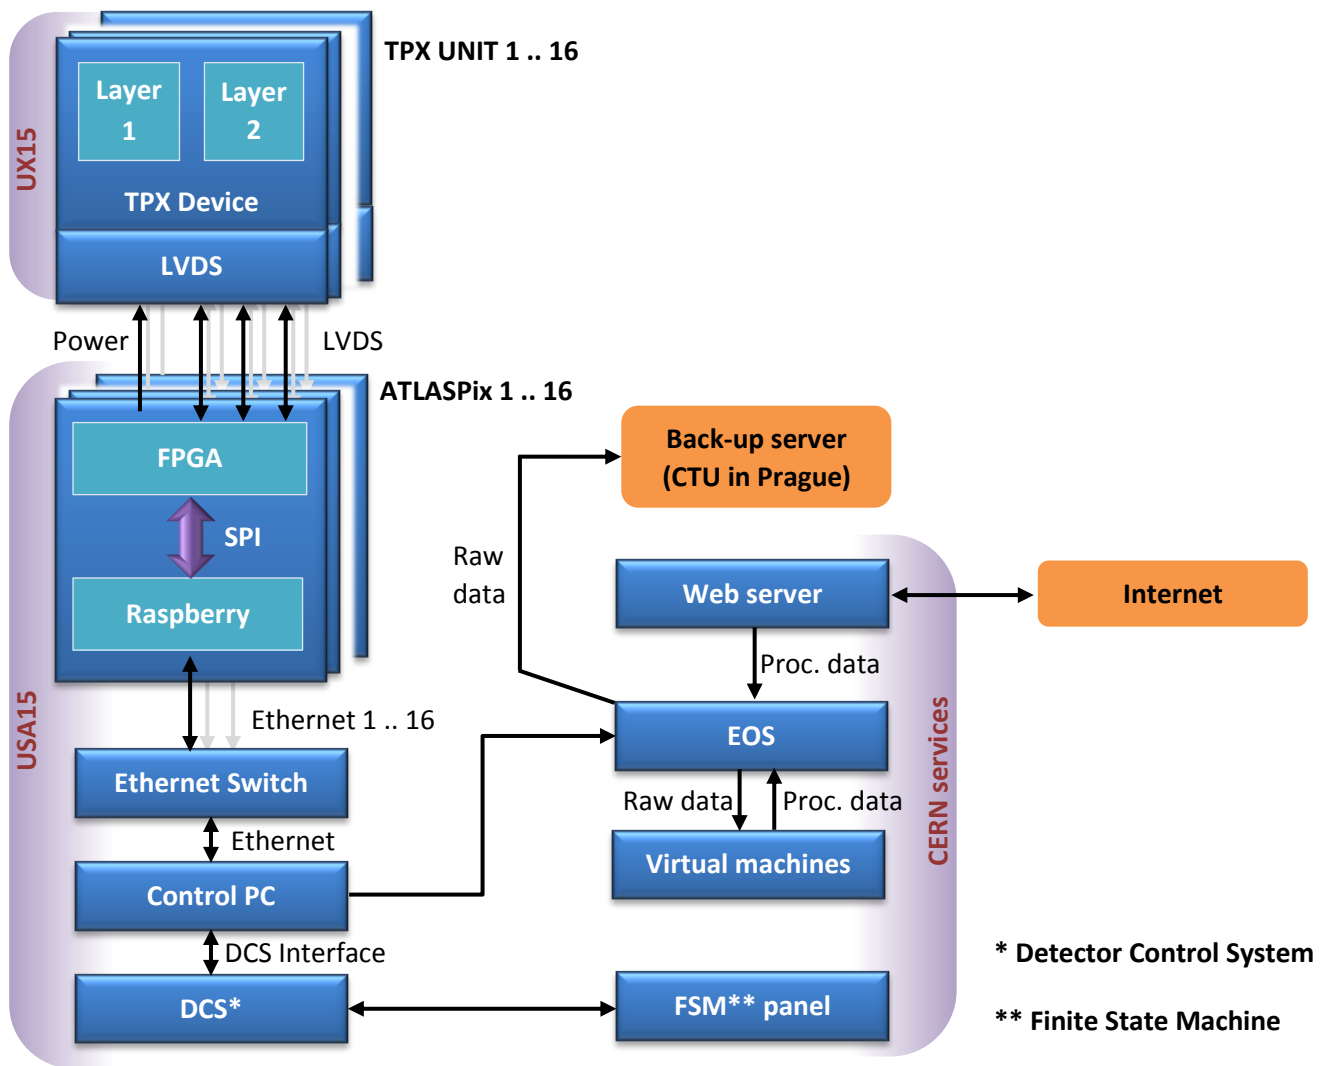 TPX UNIT 1 .. 16
Layer
1
Layer
2
TPX Device
UX15
LVDS
Power
LVDS
ATLASPix 1 .. 16
FPGA
SPI
Raspberry
USA15
Ethernet 1 .. 16
Ethernet Switch
Ethernet
Control PC
DCS Interface
DCS*
Back-up server
(CTU in Prague)
Raw
data
Web server
Internet
Proc. data
EOS
Raw data
Proc. data
Virtual machines
CERN services
FSM** panel
* Detector Control System
** Finite State Machine